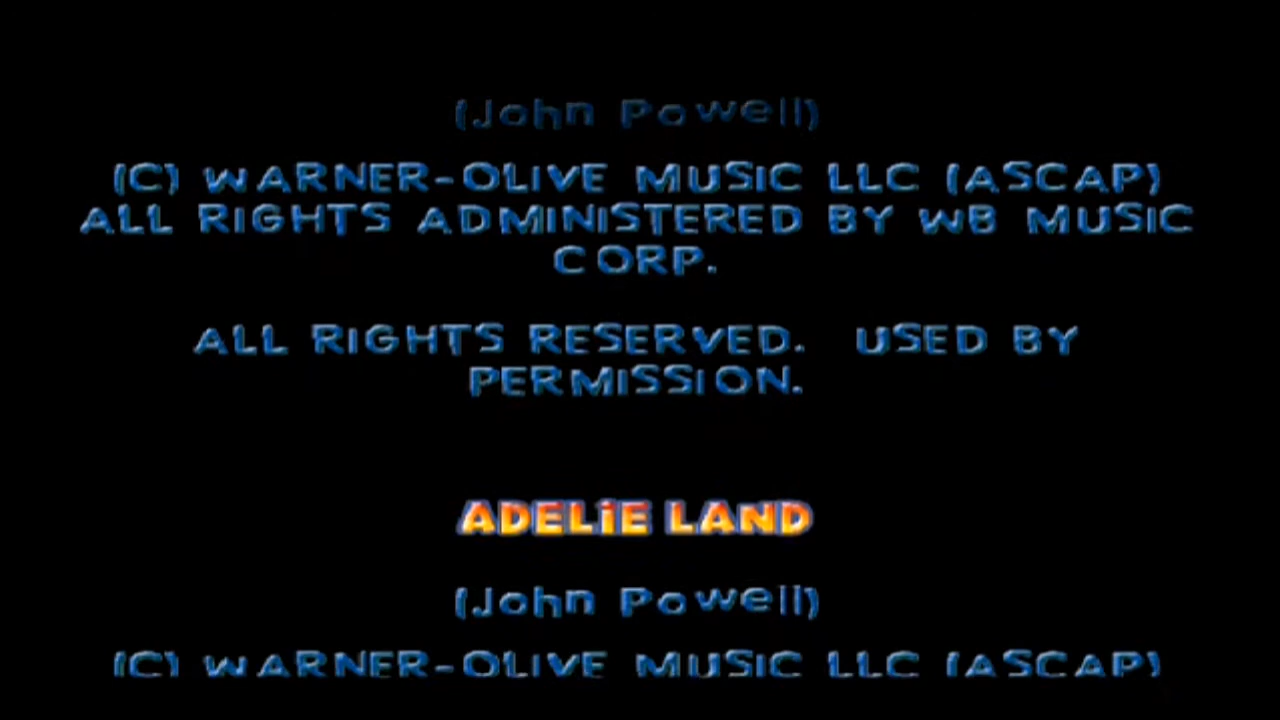 (John Powell)
(C) WARNER-OLIVE MUSIC LLC (ASCAP)
ALL RIGHTS ADMINISTERED BY WB MUSIC
CORP.
ALL RIGHTS RESERVED. USED BY
PERMISSION.
ADELiE LAND
(John Powell)
(C) WARNER-OLIVE MUSIC LLC (ASCAP)